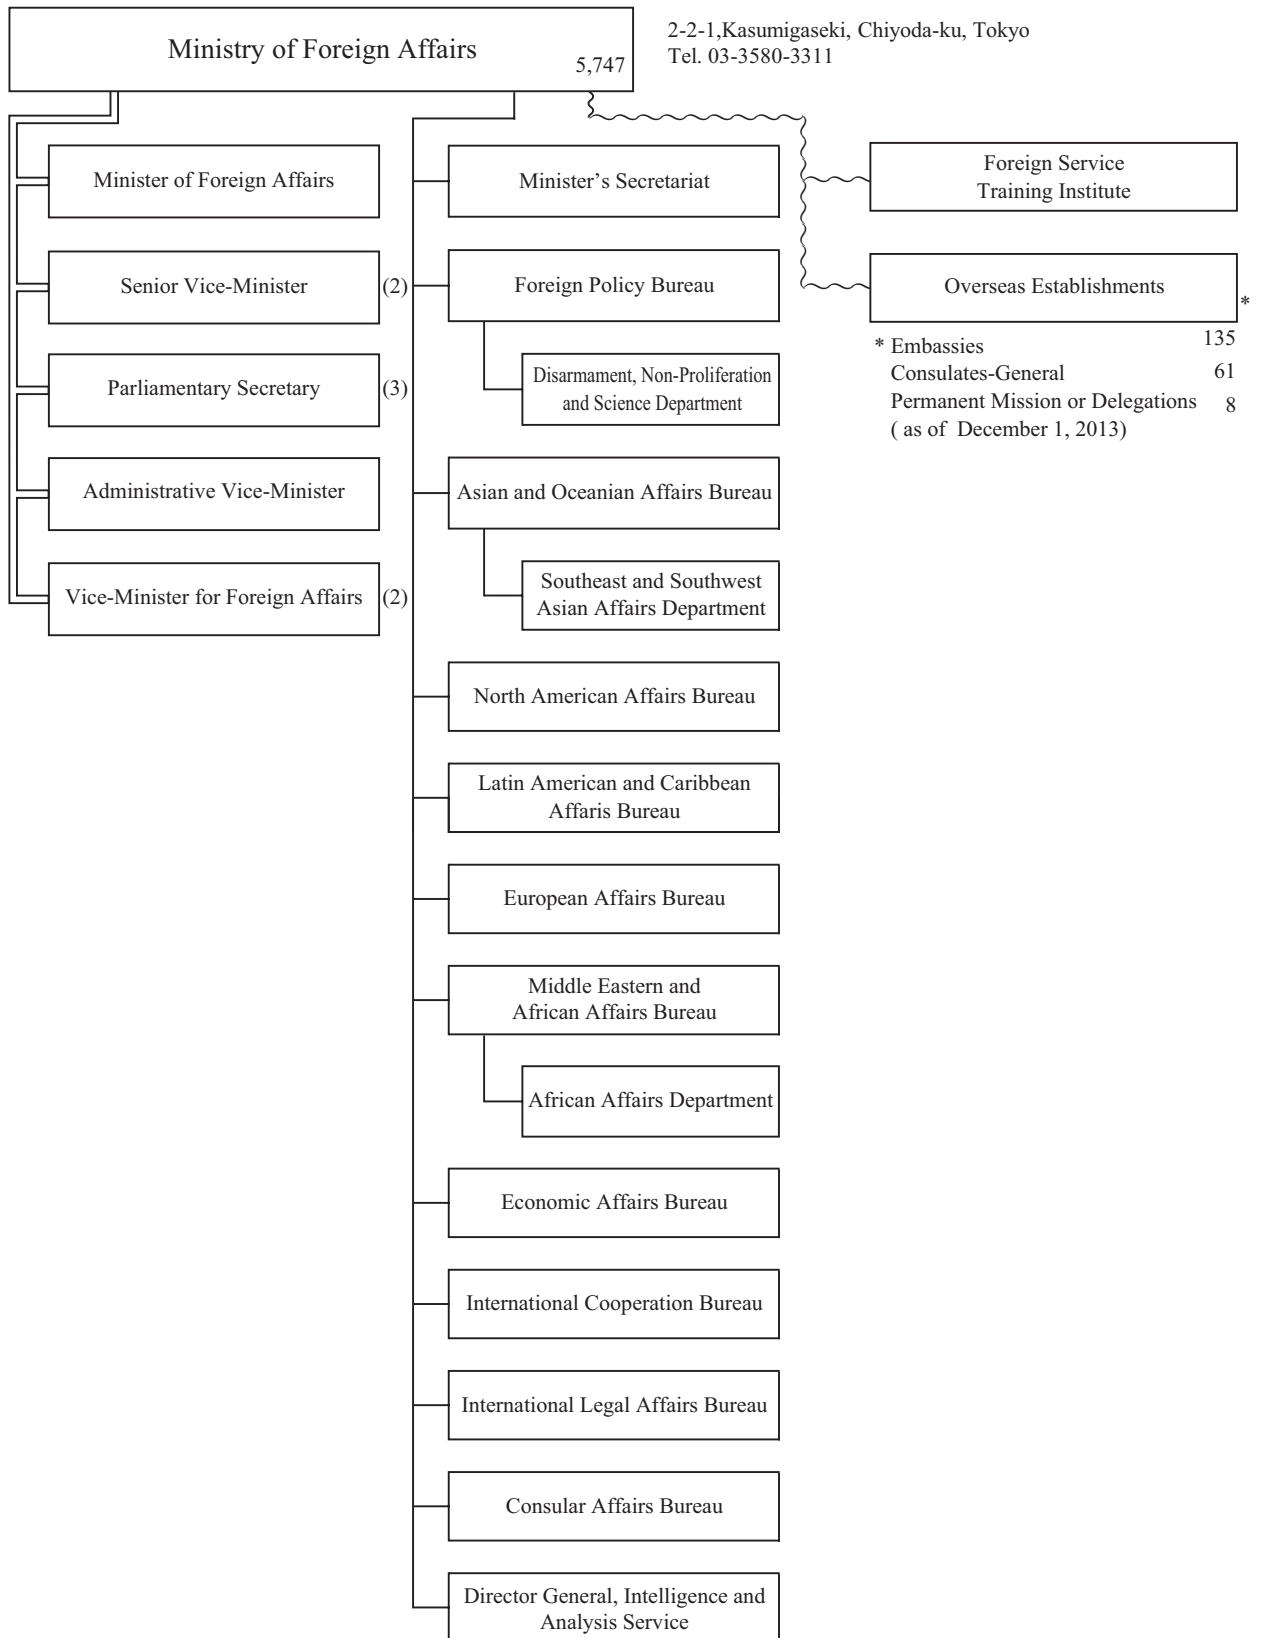 Ministry of Foreign Affairs
5,747
2-2-1,Kasumigaseki, Chiyoda-ku, Tokyo
Tel. 03-3580-3311
Minister of Foreign Affairs
Senior Vice-Minister
(2)
Parliamentary Secretary
(3)
Administrative Vice-Minister
Vice-Minister for Foreign Affairs
(2)
Minister’s Secretariat
Foreign Policy Bureau
Disarmament, Non-Proliferation
and Science Department
Asian and Oceanian Affairs Bureau
Southeast and Southwest
Asian Affairs Department
North American Affairs Bureau
Latin American and Caribbean
Affaris Bureau
European Affairs Bureau
Middle Eastern and
African Affairs Bureau
African Affairs Department
Economic Affairs Bureau
International Cooperation Bureau
International Legal Affairs Bureau
Consular Affairs Bureau
Director General, Intelligence and
Analysis Service
Foreign Service
Training Institute
Overseas Establishments
*
* Embassies 135
Consulates-General 61
Permanent Mission or Delegations 8
( as of December 1, 2013)